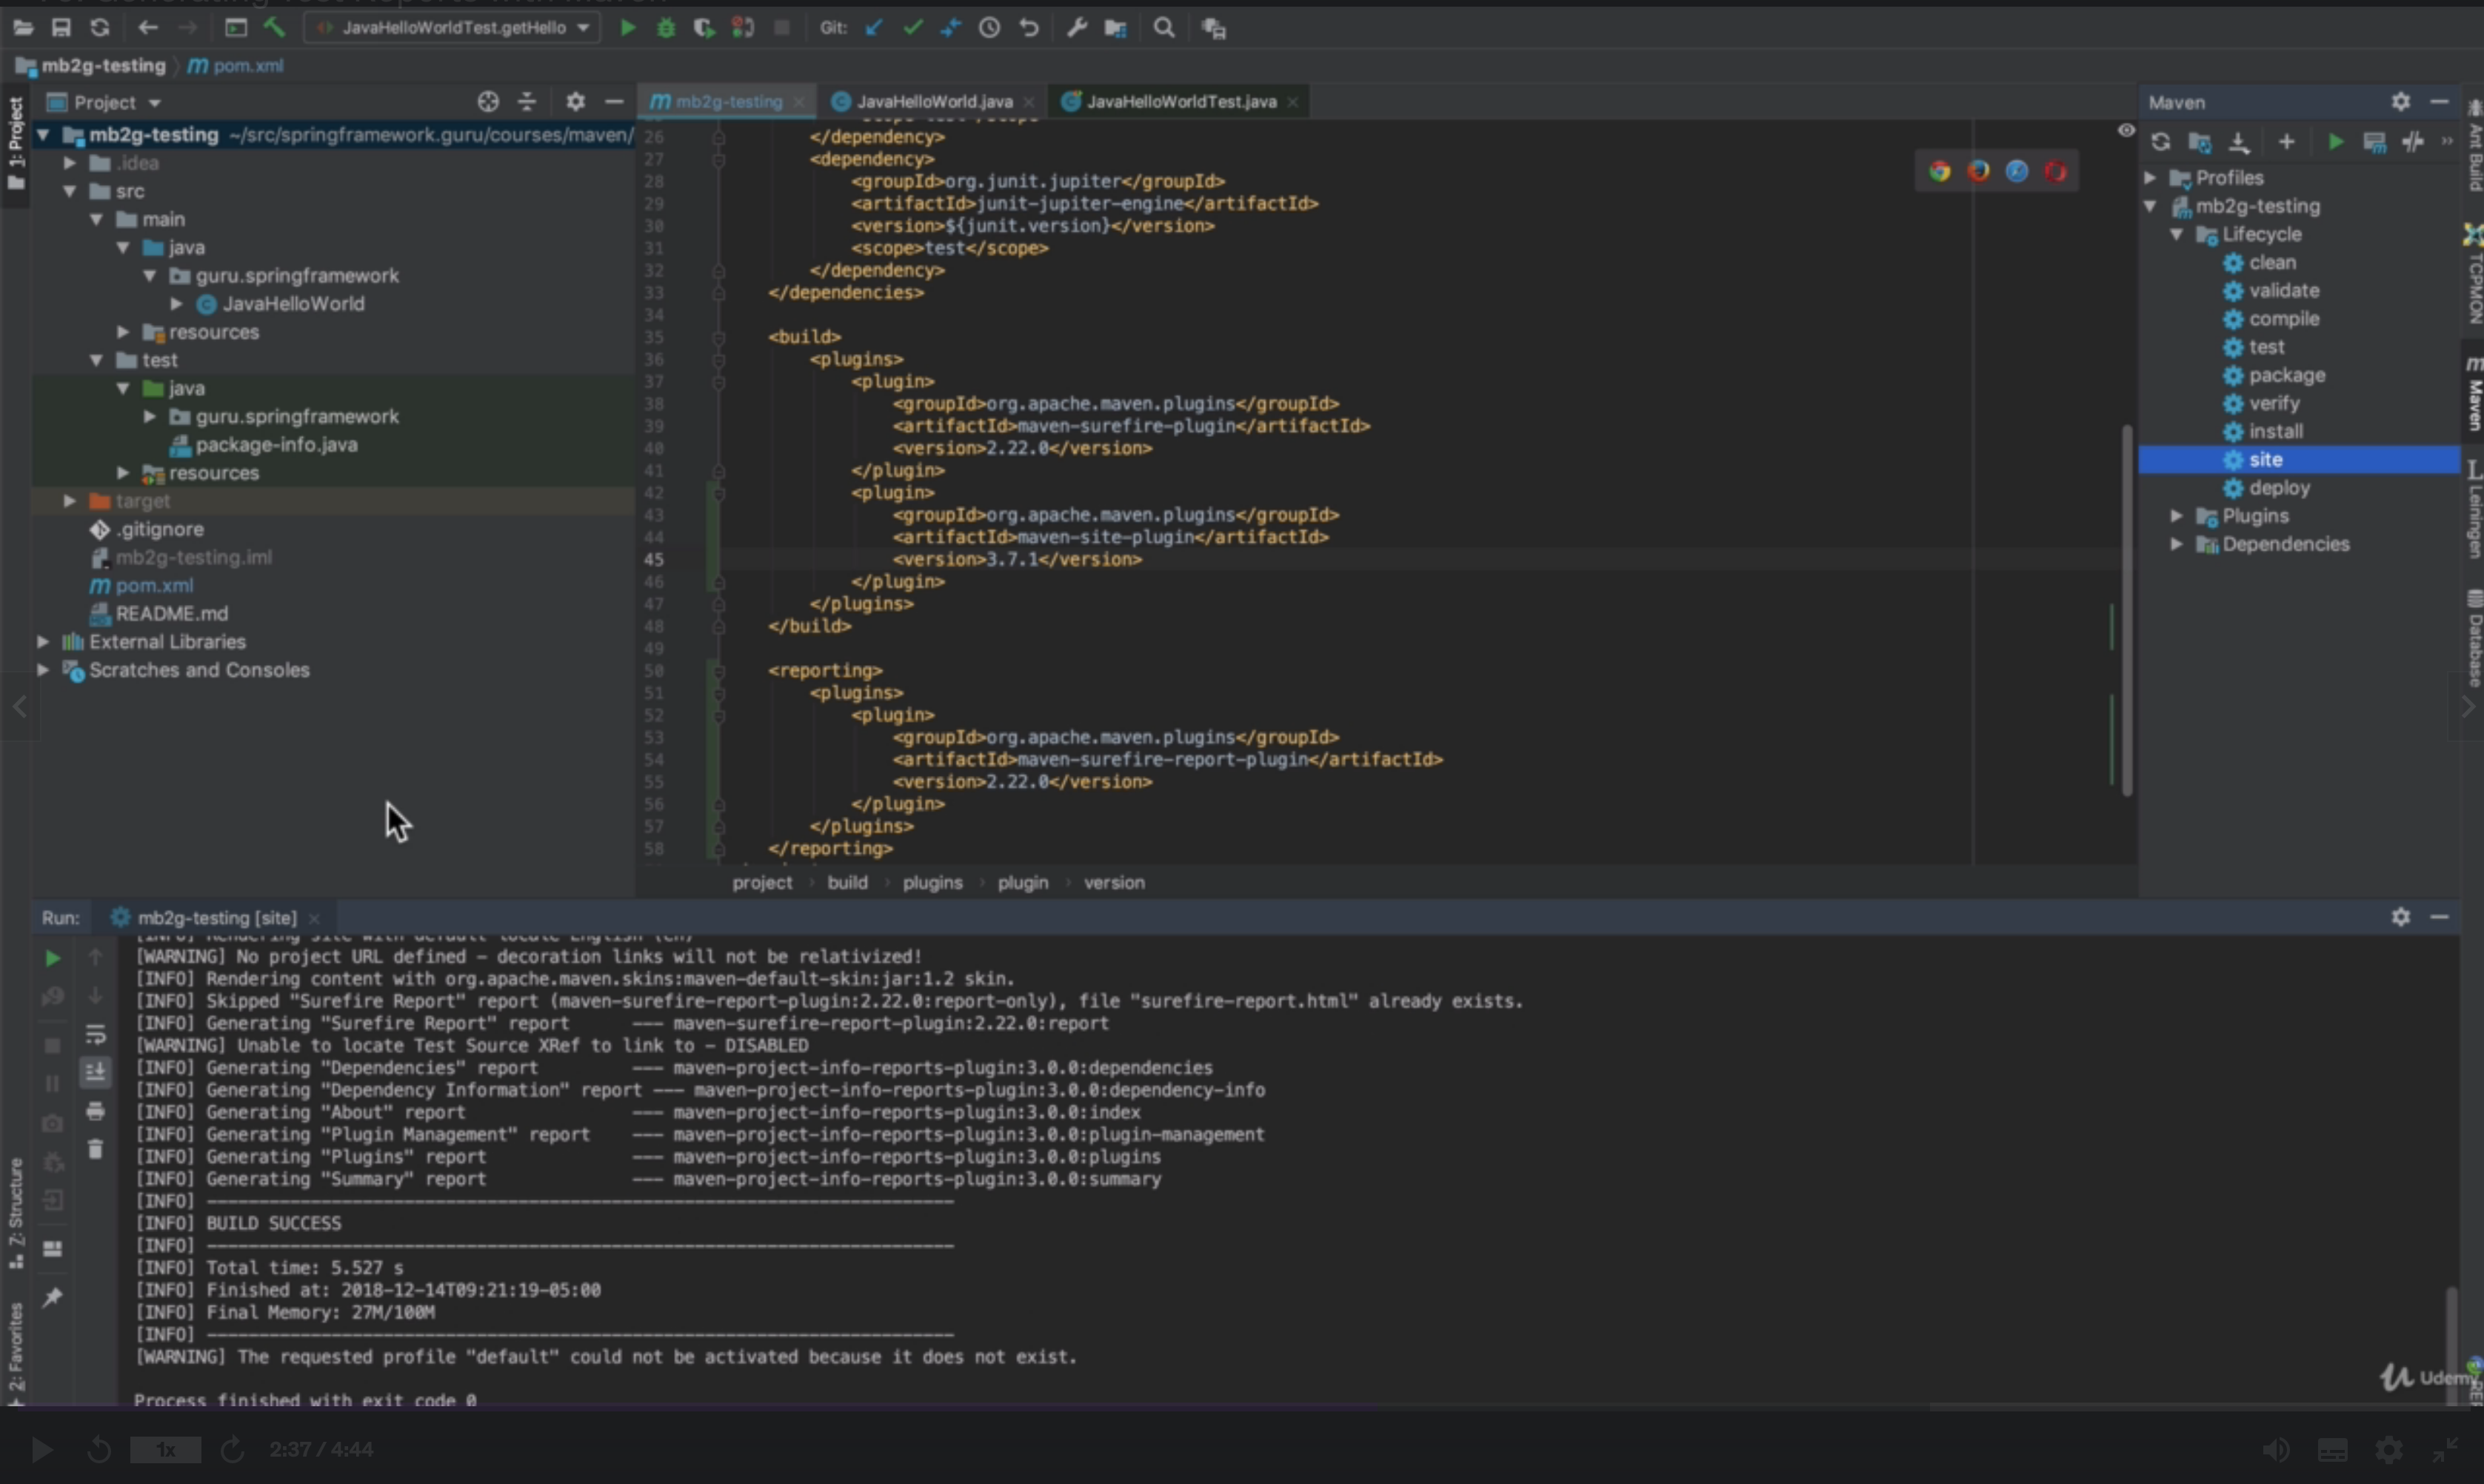 JavaHelloWorldTest.getHello
Git:
mb2g-testing
pom.xml
Project
mb2g-testing ~/src/springframework.guru/courses/maven/
.idea
src
main
java
guru.springframework
JavaHelloWorld
resources
test
java
guru.springframework
package-info.java
resources
target
.gitignore
mb2g-testing.iml
pom.xml
README.md
External Libraries
Scratches and Consoles
1: Project
Z: Structure
2: Favorites
mb2g-testing
JavaHelloWorld.java
JavaHelloWorldTest.java
26 </dependency>
27 <dependency>
28 <groupId>org.junit.jupiter</groupId>
29 <artifactId>junit-jupiter-engine</artifactId>
30 <version>${junit.version}</version>
31 <scope>test</scope>
32 </dependency>
33 </dependencies>
34
35 <build>
36 <plugins>
37 <plugin>
38 <groupId>org.apache.maven.plugins</groupId>
39 <artifactId>maven-surefire-plugin</artifactId>
40 <version>2.22.0</version>
41 </plugin>
42 <plugin>
43 <groupId>org.apache.maven.plugins</groupId>
44 <artifactId>maven-site-plugin</artifactId>
45 <version>3.7.1</version>
46 </plugin>
47 </plugins>
48 </build>
49
50 <reporting>
51 <plugins>
52 <plugin>
53 <groupId>org.apache.maven.plugins</groupId>
54 <artifactId>maven-surefire-report-plugin</artifactId>
55 <version>2.22.0</version>
56 </plugin>
57 </plugins>
58 </reporting>
project build plugins plugin version
Maven
Profiles
mb2g-testing
Lifecycle
clean
validate
compile
test
package
verify
install
site
deploy
Plugins
Dependencies
Ant Build
TCPMON
Maven
Leiningen
Database
Run: mb2g-testing [site]
[INFO] Rendering site with default locale English (en)
[WARNING] No project URL defined - decoration links will not be relativized!
[INFO] Rendering content with org.apache.maven.skins:maven-default-skin:jar:1.2 skin.
[INFO] Skipped "Surefire Report" report (maven-surefire-report-plugin:2.22.0:report-only), file "surefire-report.html" already exists.
[INFO] Generating "Surefire Report" report --- maven-surefire-report-plugin:2.22.0:report
[WARNING] Unable to locate Test Source XRef to link to - DISABLED
[INFO] Generating "Dependencies" report --- maven-project-info-reports-plugin:3.0.0:dependencies
[INFO] Generating "Dependency Information" report --- maven-project-info-reports-plugin:3.0.0:dependency-info
[INFO] Generating "About" report --- maven-project-info-reports-plugin:3.0.0:index
[INFO] Generating "Plugin Management" report --- maven-project-info-reports-plugin:3.0.0:plugin-management
[INFO] Generating "Plugins" report --- maven-project-info-reports-plugin:3.0.0:plugins
[INFO] Generating "Summary" report --- maven-project-info-reports-plugin:3.0.0:summary
[INFO] ------------------------------------------------------------------------
[INFO] BUILD SUCCESS
[INFO] ------------------------------------------------------------------------
[INFO] Total time: 5.527 s
[INFO] Finished at: 2018-12-14T09:21:19-05:00
[INFO] Final Memory: 27M/100M
[INFO] ------------------------------------------------------------------------
[WARNING] The requested profile "default" could not be activated because it does not exist.
Process finished with exit code 0
Udemy
1x
2:37 / 4:44